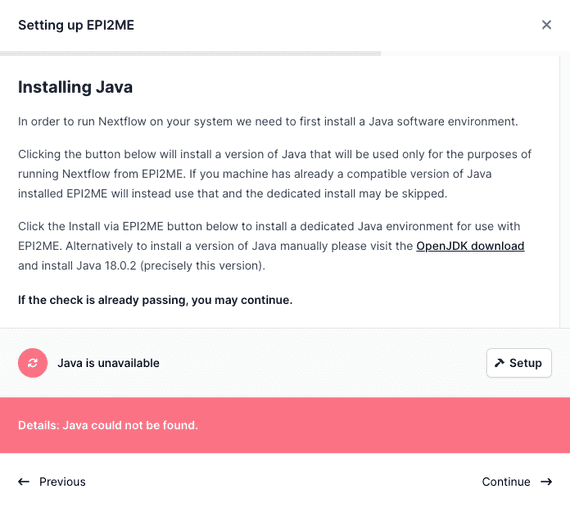 Setting up EPI2ME
Installing Java
In order to run Nextflow on your system we need to first install a Java software environment.
Clicking the button below will install a version of Java that will be used only for the purposes of
running Nextflow from EPI2ME. If you machine has already a compatible version of Java
installed EPI2ME will instead use that and the dedicated install may be skipped.
Click the Install via EPI2ME button below to install a dedicated Java environment for use with
EPI2ME. Alternatively to install a version of Java manually please visit the OpenJDK download
and install Java 18.0.2 (precisely this version).
If the check is already passing, you may continue.
Java is unavailable
Setup
Details: Java could not be found.
Previous
Continue